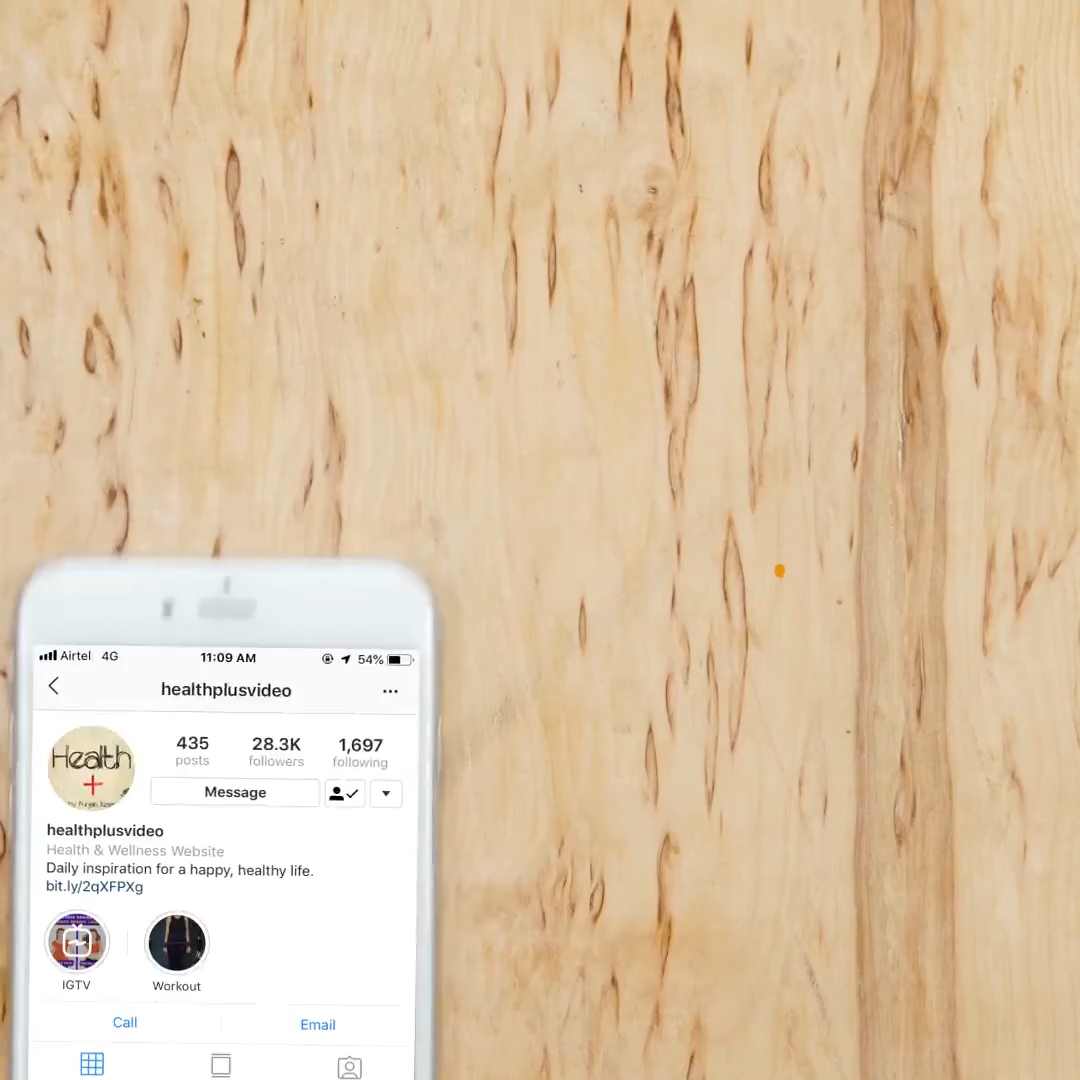 Airtel 4G 11:09 AM 54%
healthplusvideo
Health
435 28.3K 1,697
posts followers following
Message
healthplusvideo
Health & Wellness Website
Daily inspiration for a happy, healthy life.
bit.ly/2qXFPXg
IGTV Workout
Call Email